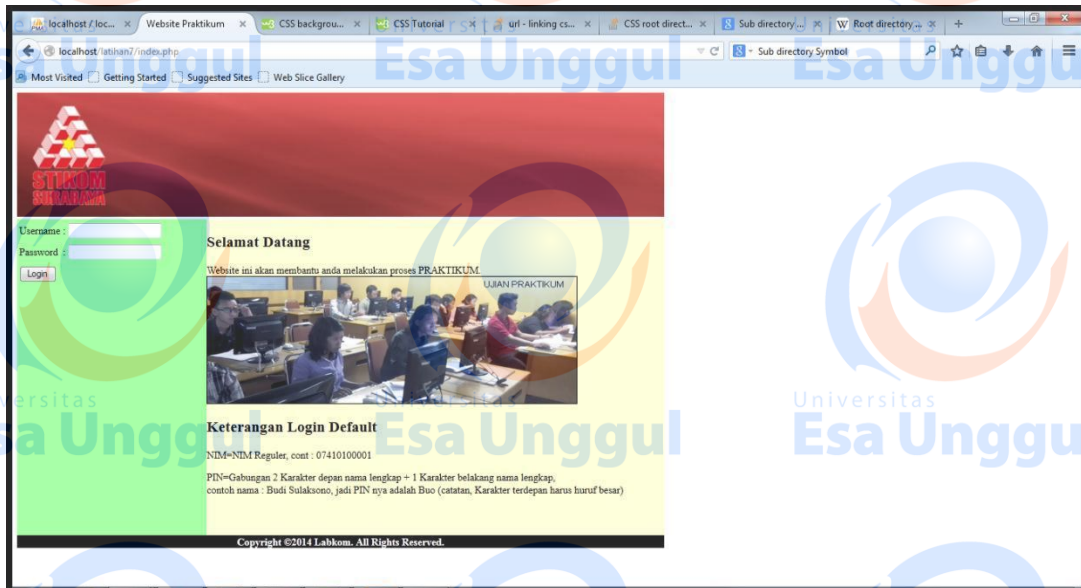 localhost / loc...
Website Praktikum
CSS backgrou...
CSS Tutorial
url - linking cs...
CSS root direct...
Sub directory ...
Root directory...
localhost/latihan7/index.php
Sub directory Symbol
Most Visited Getting Started Suggested Sites Web Slice Gallery
STIKOM
SURABAYA
Username :
Password :
Login
Selamat Datang
Website ini akan membantu anda melakukan proses PRAKTIKUM.
UJIAN PRAKTIKUM
Keterangan Login Default
NIM=NIM Reguler, cont : 07410100001
PIN=Gabungan 2 Karakter depan nama lengkap + 1 Karakter belakang nama lengkap,
contoh nama : Budi Sulaksono, jadi PIN nya adalah Buo (catatan, Karakter terdepan harus huruf besar)
Copyright ©2014 Labkom. All Rights Reserved.
Esa Unggul
Esa Unggu
ersitas
sa Unggul
Esa Unggul
Universitas
Esa Unggu